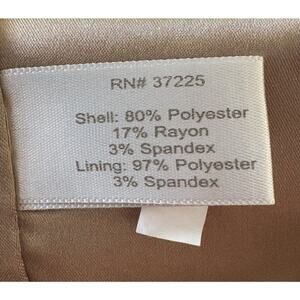 RN# 37225
Shell: 80% Polyester
17% Rayon
3% Spandex
Lining: 97% Polyester
3% Spandex